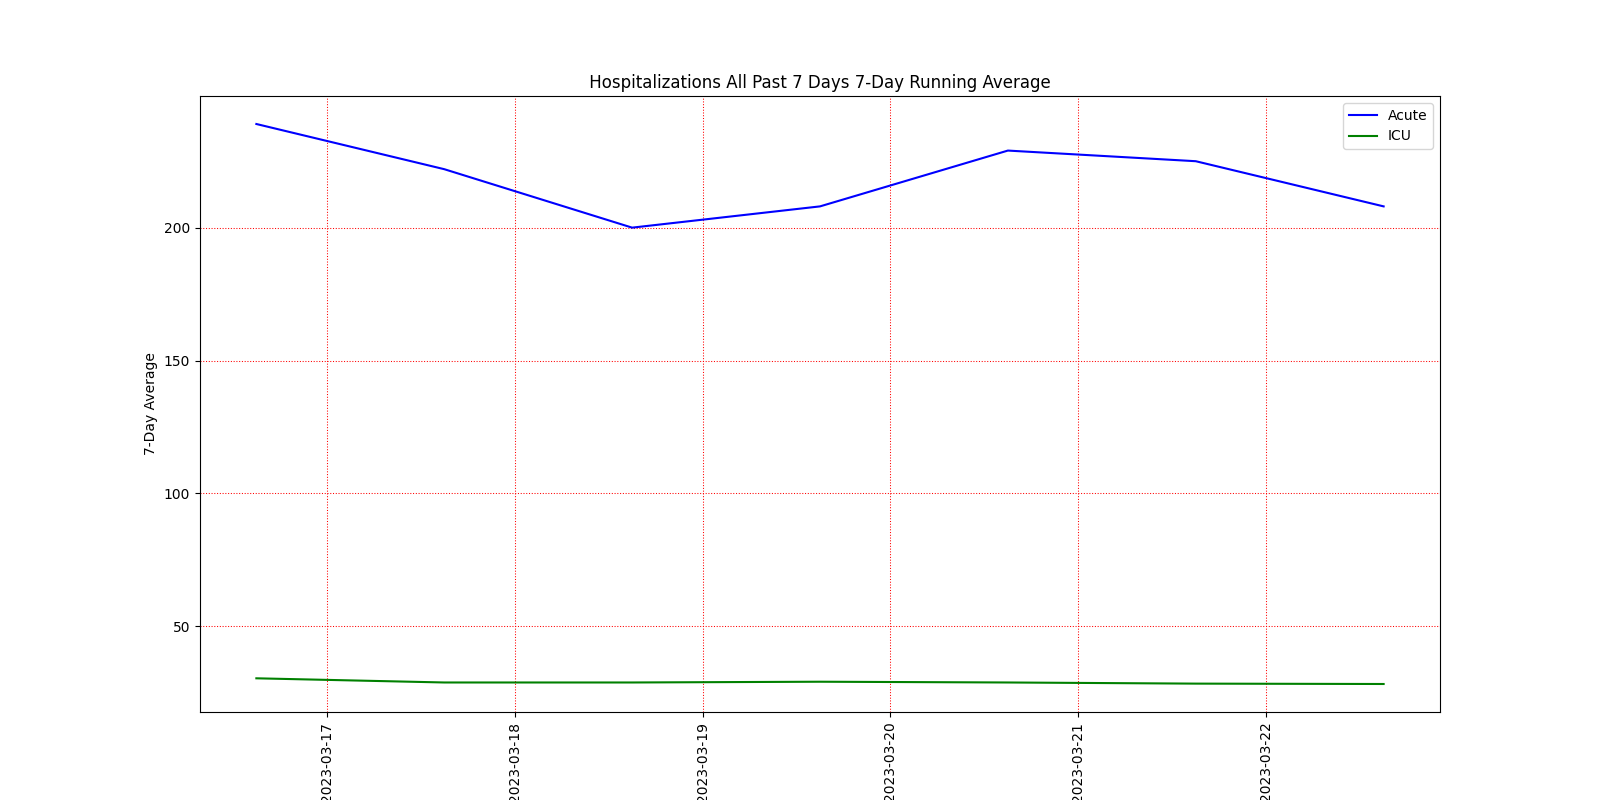 Hospitalizations All Past 7 Days 7-Day Running Average
Acute
ICU
200
150
100
50
7-Day Average
2023-03-17
2023-03-18
2023-03-19
2023-03-20
2023-03-21
2023-03-22